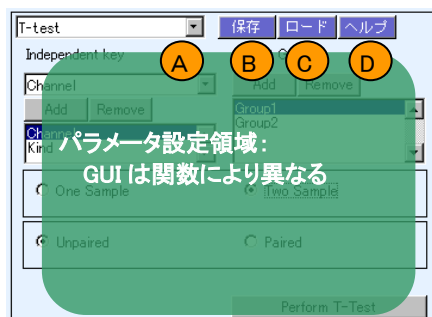 T-test 保存 ロード ヘルプ
Independent key
A B C D
Channel Add Remove
Add Remove Group1
Channel Group2
Kind
パラメータ設定領域:
GUI は関数により異なる
One Sample Two Sample
Unpaired Paired
Perform T-Test